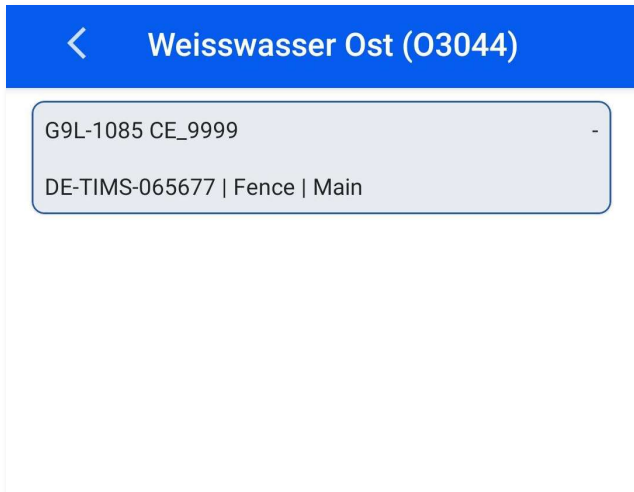 Weisswasser Ost (O3044)
G9L-1085 CE_9999 -
DE-TIMS-065677 | Fence | Main